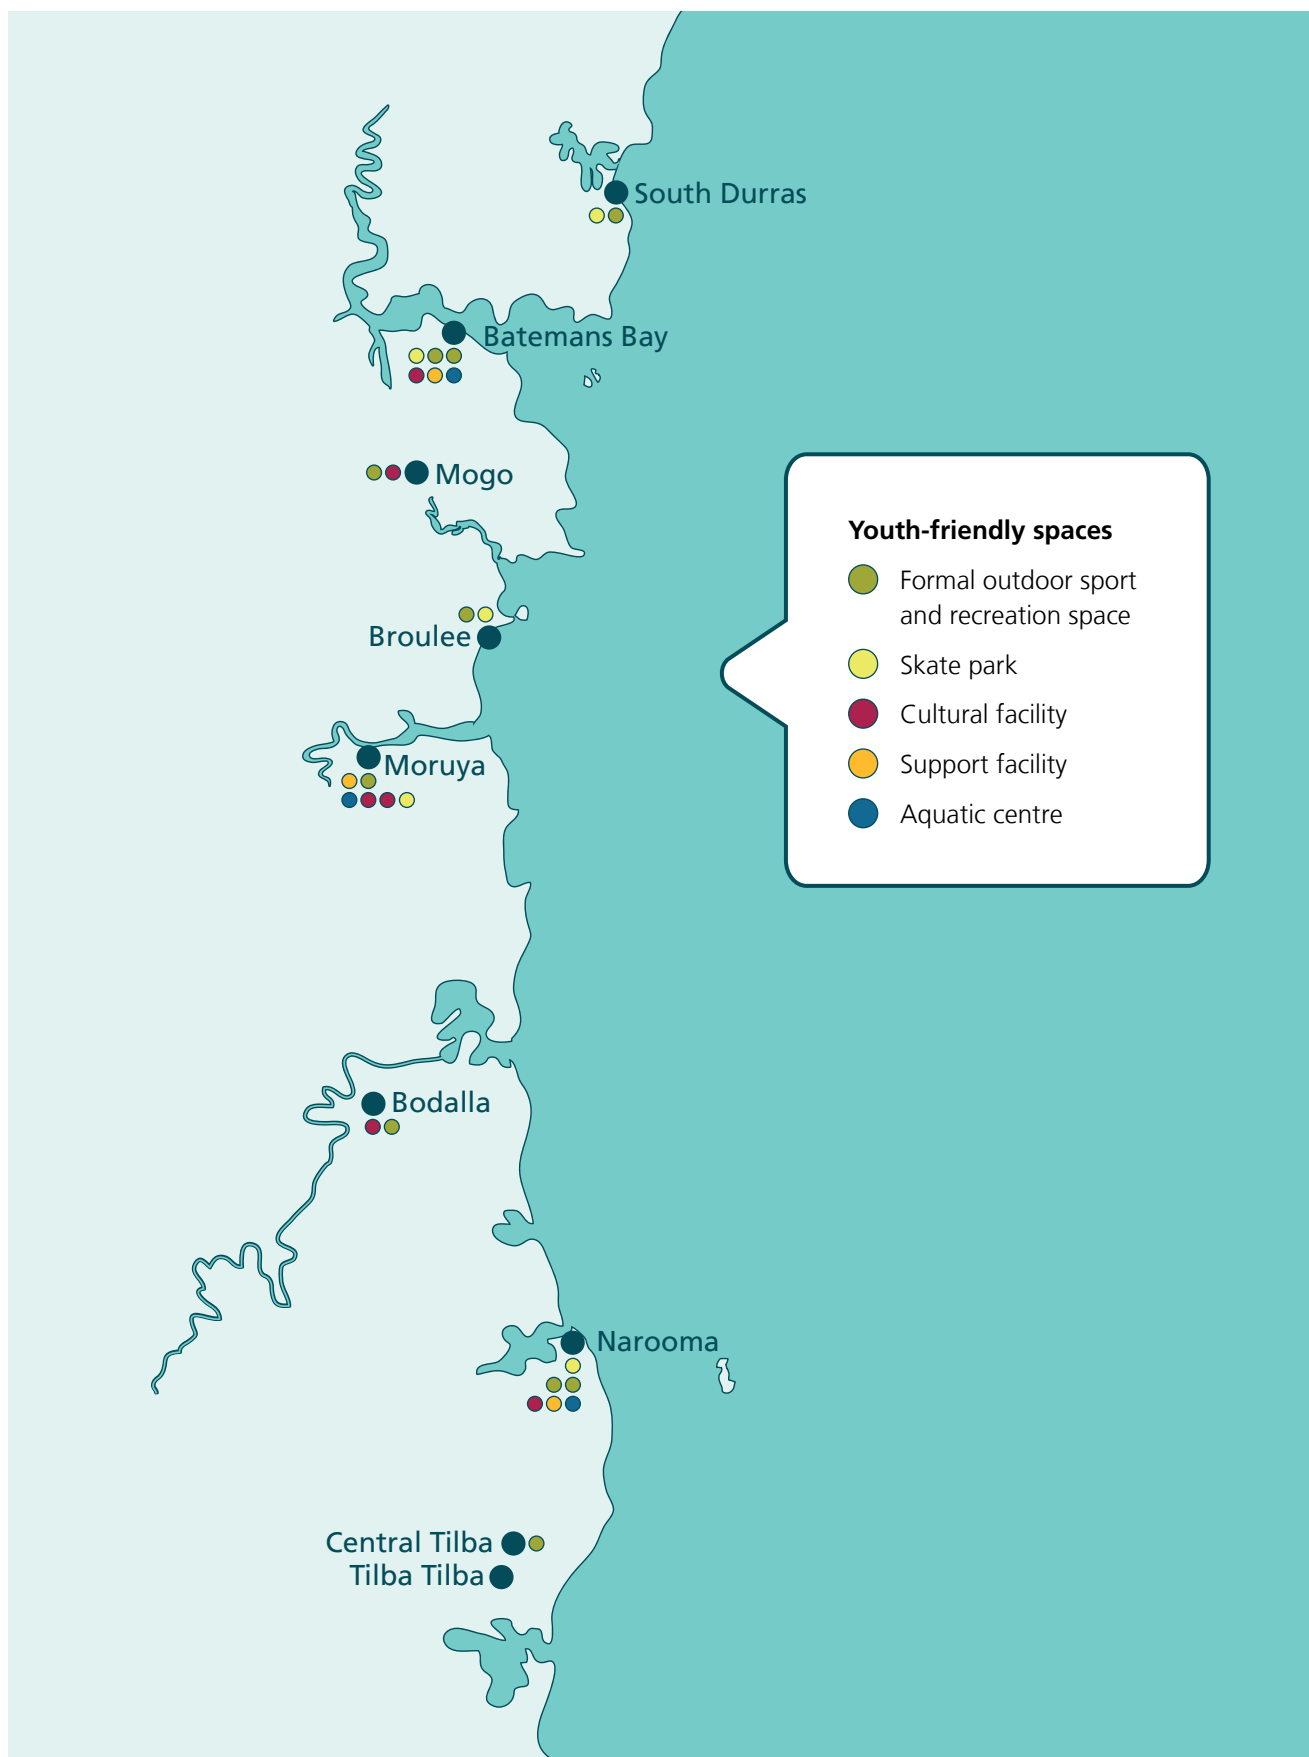 South Durras
Batemans Bay
Mogo
Youth-friendly spaces
Formal outdoor sport
and recreation space
Skate park
Cultural facility
Support facility
Aquatic centre
Broulee
Moruya
Bodalla
Narooma
Central Tilba
Tilba Tilba